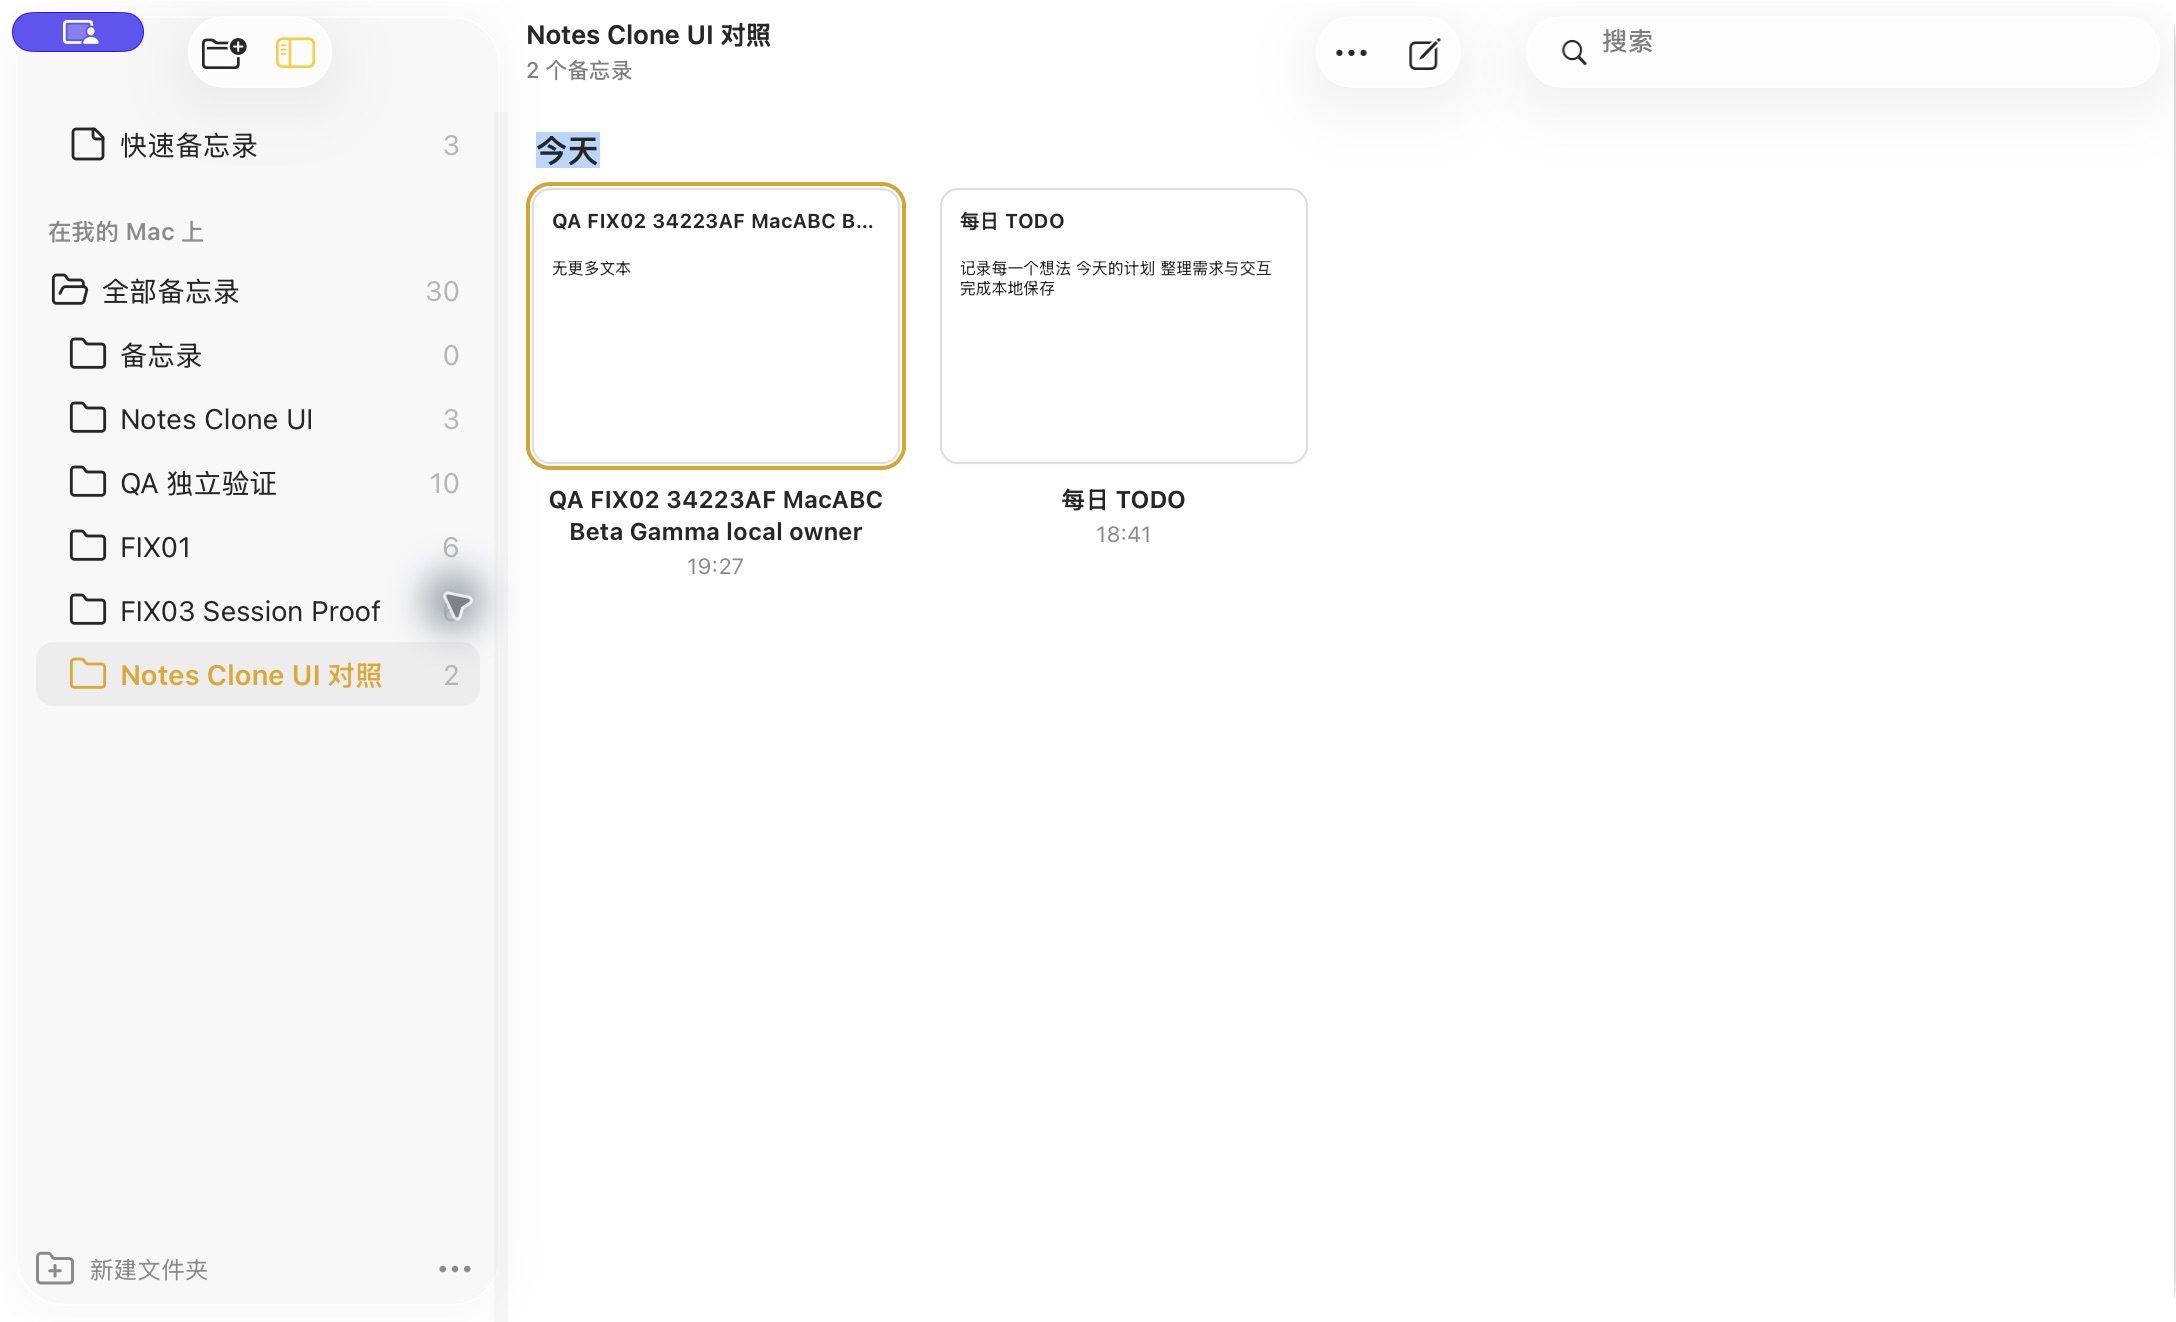 快速备忘录 3
在我的 Mac 上
全部备忘录 30
备忘录 0
Notes Clone UI 3
QA 独立验证 10
FIX01 6
FIX03 Session Proof
Notes Clone UI 对照 2
新建文件夹
Notes Clone UI 对照
2 个备忘录
搜索
今天
QA FIX02 34223AF MacABC B...
无更多文本
QA FIX02 34223AF MacABC
Beta Gamma local owner
19:27
每日 TODO
记录每一个想法 今天的计划 整理需求与交互
完成本地保存
每日 TODO
18:41